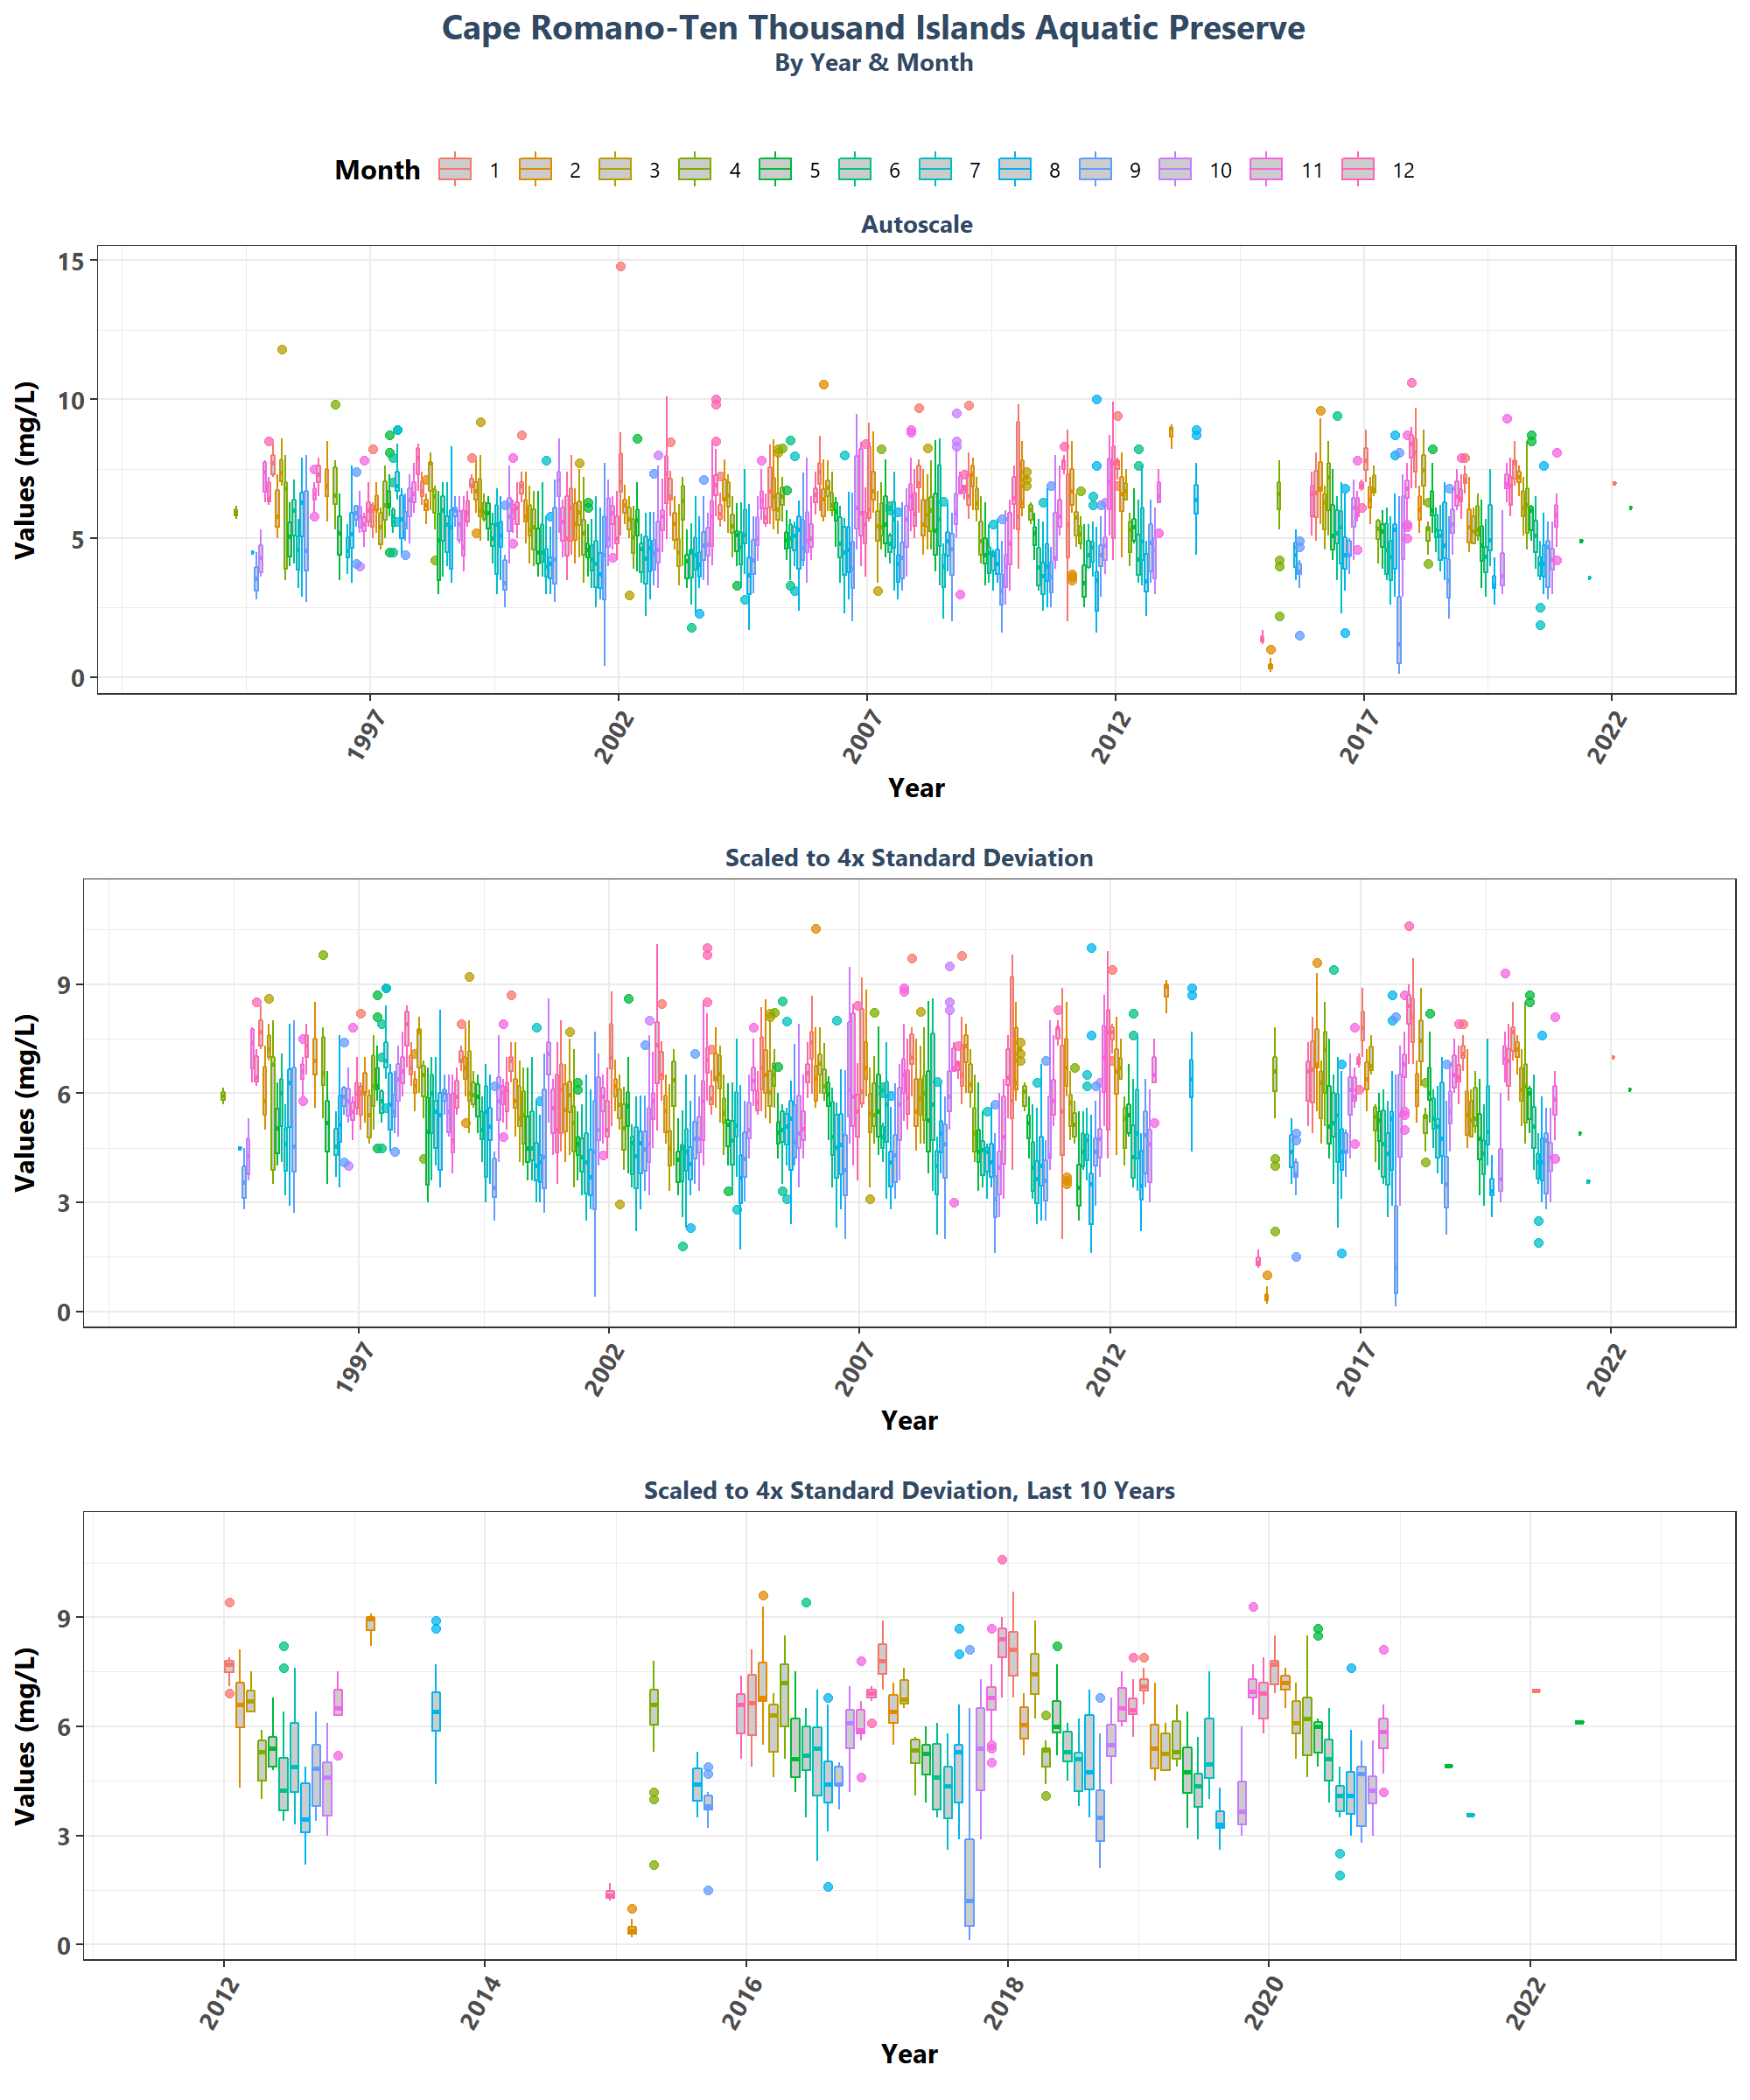 Cape Romano-Ten Thousand Islands Aquatic Preserve
By Year & Month
Month 1 2 3 4 5 6 7 8 9 10 11 12
Autoscale
Values (mg/L)
15
10
5
0
1997 2002 2007 2012 2017 2022
Year
Scaled to 4x Standard Deviation
Values (mg/L)
9
6
3
0
1997 2002 2007 2012 2017 2022
Year
Scaled to 4x Standard Deviation, Last 10 Years
Values (mg/L)
9
6
3
0
2012 2014 2016 2018 2020 2022
Year